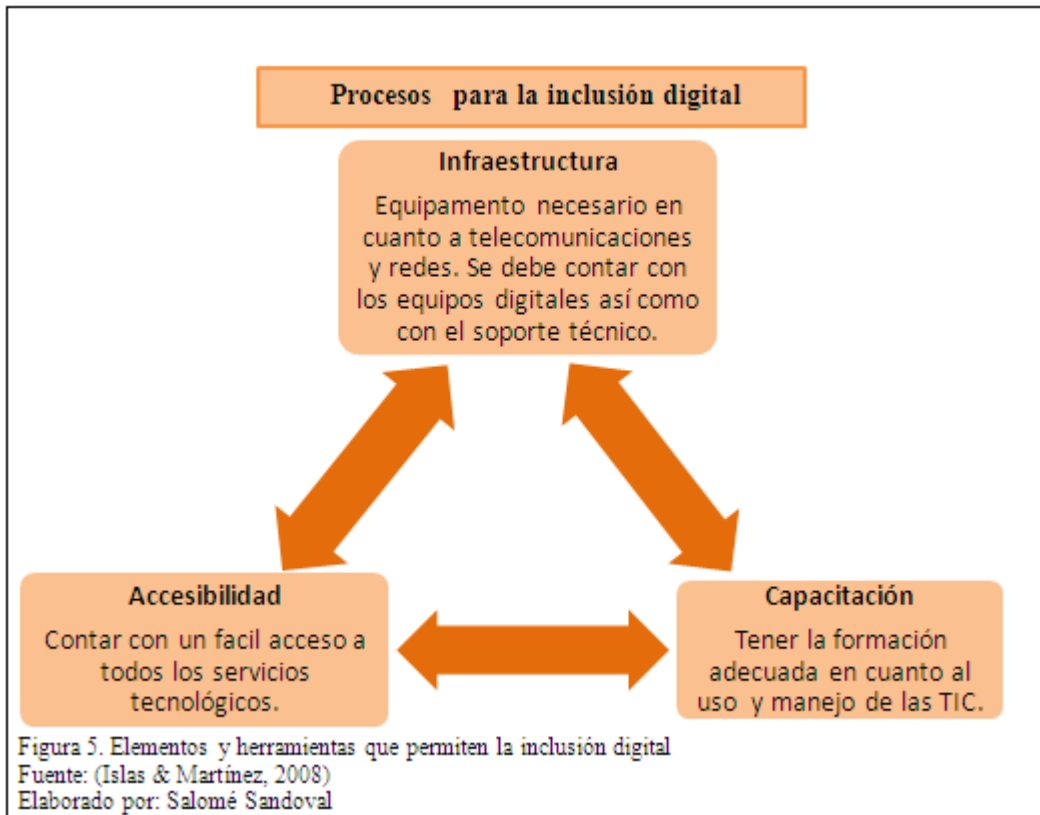 Procesos para la inclusión digital
Infraestructura
Equipamento necesario en
cuanto a telecomunicaciones
y redes. Se debe contar con
los equipos digitales así como
con el soporte técnico.
Accesibilidad
Contar con un facil acceso a
todos los servicios
tecnológicos.
Capacitación
Tener la formación
adecuada en cuanto al
uso y manejo de las TIC.
Figura 5. Elementos y herramientas que permiten la inclusión digital
Fuente: (Islas & Martínez, 2008)
Elaborado por: Salomé Sandoval